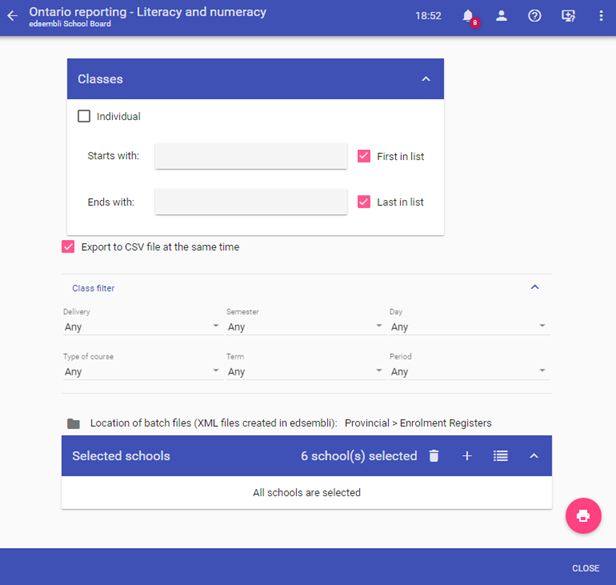 Ontario reporting - Literacy and numeracy
edsembli School Board
18:52
8
Classes
Individual
Starts with:
First in list
Ends with:
Last in list
Export to CSV file at the same time
Class filter
Delivery Semester Day
Any Any Any
Type of course Term Period
Any Any Any
Location of batch files (XML files created in edsembli): Provincial > Enrolment Registers
Selected schools 6 school(s) selected
All schools are selected
CLOSE